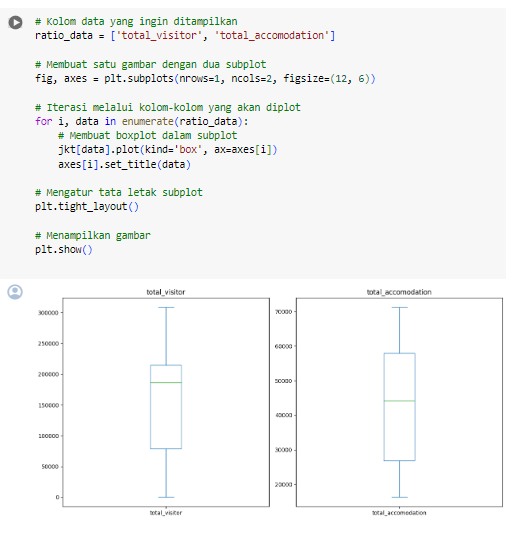 # Kolom data yang ingin ditampilkan
ratio_data = ['total_visitor', 'total_accomodation']
# Membuat satu gambar dengan dua subplot
fig, axes = plt.subplots(nrows=1, ncols=2, figsize=(12, 6))
# Iterasi melalui kolom-kolom yang akan diplot
for i, data in enumerate(ratio_data):
# Membuat boxplot dalam subplot
jkt[data].plot(kind='box', ax=axes[i])
axes[i].set_title(data)
# Mengatur tata letak subplot
plt.tight_layout()
# Menampilkan gambar
plt.show()
total_visitor
300000
250000
200000
150000
100000
50000
0
total_visitor
total_accomodation
70000
60000
50000
40000
30000
20000
total_accomodation